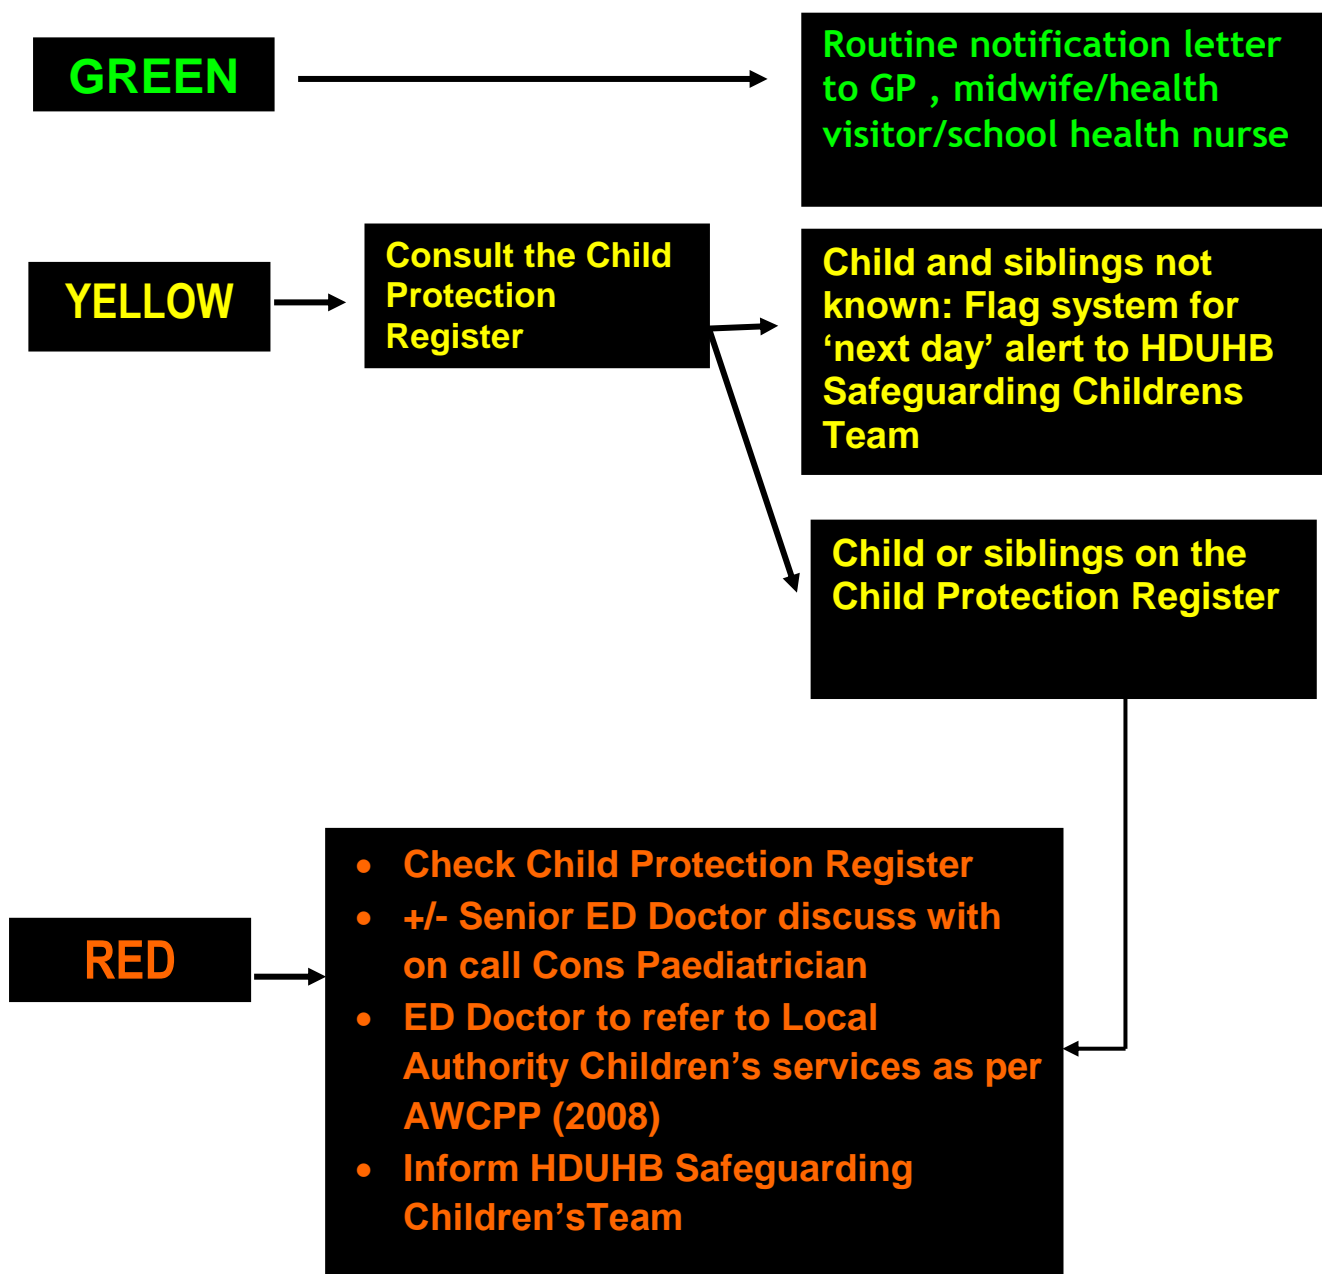 GREEN
Routine notification letter
to GP , midwife/health
visitor/school health nurse
YELLOW
Consult the Child
Protection
Register
Child and siblings not
known: Flag system for
‘next day’ alert to HDUHB
Safeguarding Childrens
Team
Child or siblings on the
Child Protection Register
RED
• Check Child Protection Register
• +/- Senior ED Doctor discuss with
on call Cons Paediatrician
• ED Doctor to refer to Local
Authority Children’s services as per
AWCPP (2008)
• Inform HDUHB Safeguarding
Children’sTeam